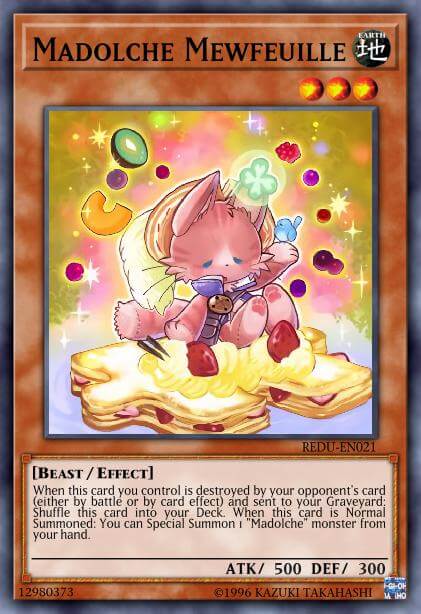 MADOLCHE MEWFEUILLE
EARTH
地
REDU-EN021
[BEAST / EFFECT]
When this card you control is destroyed by your opponent's card
(either by battle or by card effect) and sent to your Graveyard:
Shuffle this card into your Deck. When this card is Normal
Summoned: You can Special Summon 1 "Madolche" monster from
your hand.
ATK/ 500 DEF/ 300
12980373
©1996 KAZUKI TAKAHASHI